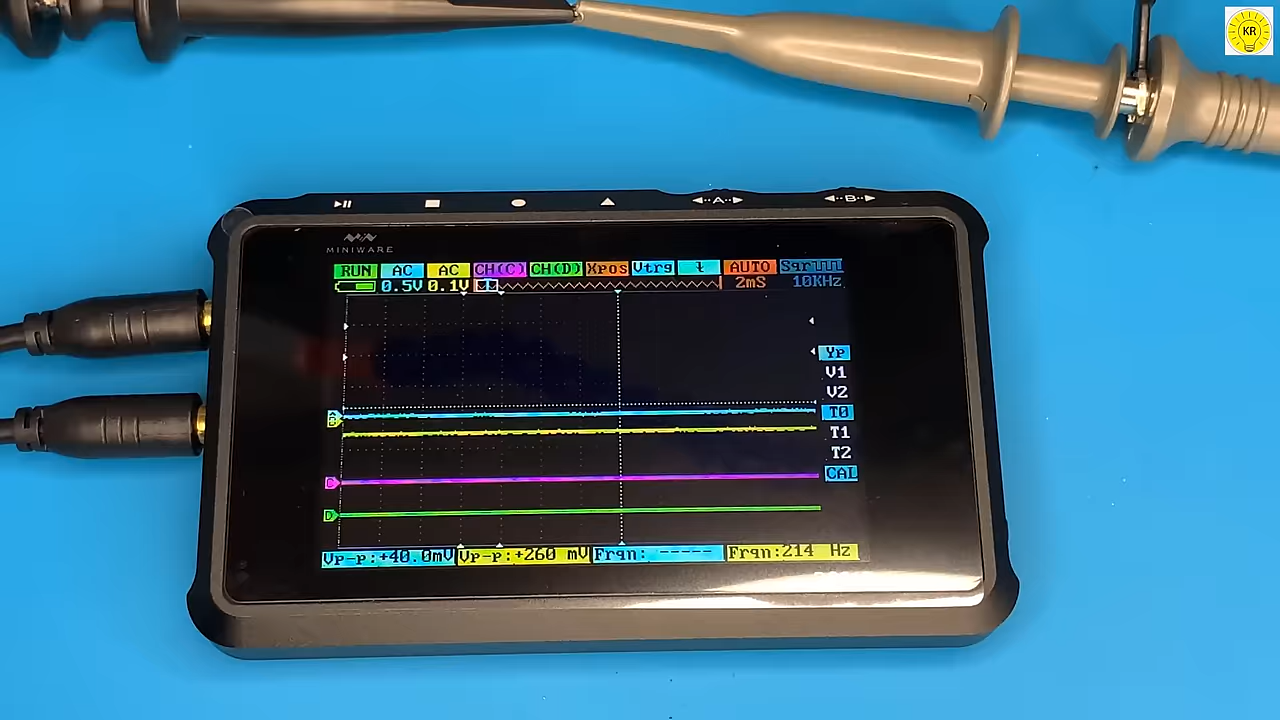 KR
MINIWARE
RUN AC AC CH(C) CH(D) Xpos Vtrg AUTO Sqr
0.5V 0.1V 2mS 10KHz
Yp
V1
V2
T0
T1
T2
CAL
A
B
C
D
Vp-p:+40.0mV Vp-p:+260 mV Frqn: ----- Frqn:214 Hz
A
B